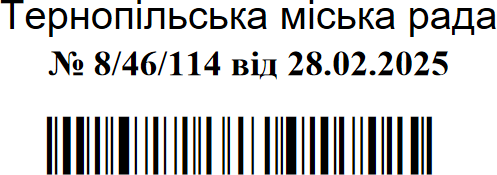 Тернопільська міська рада
№ 8/46/114 від 28.02.2025